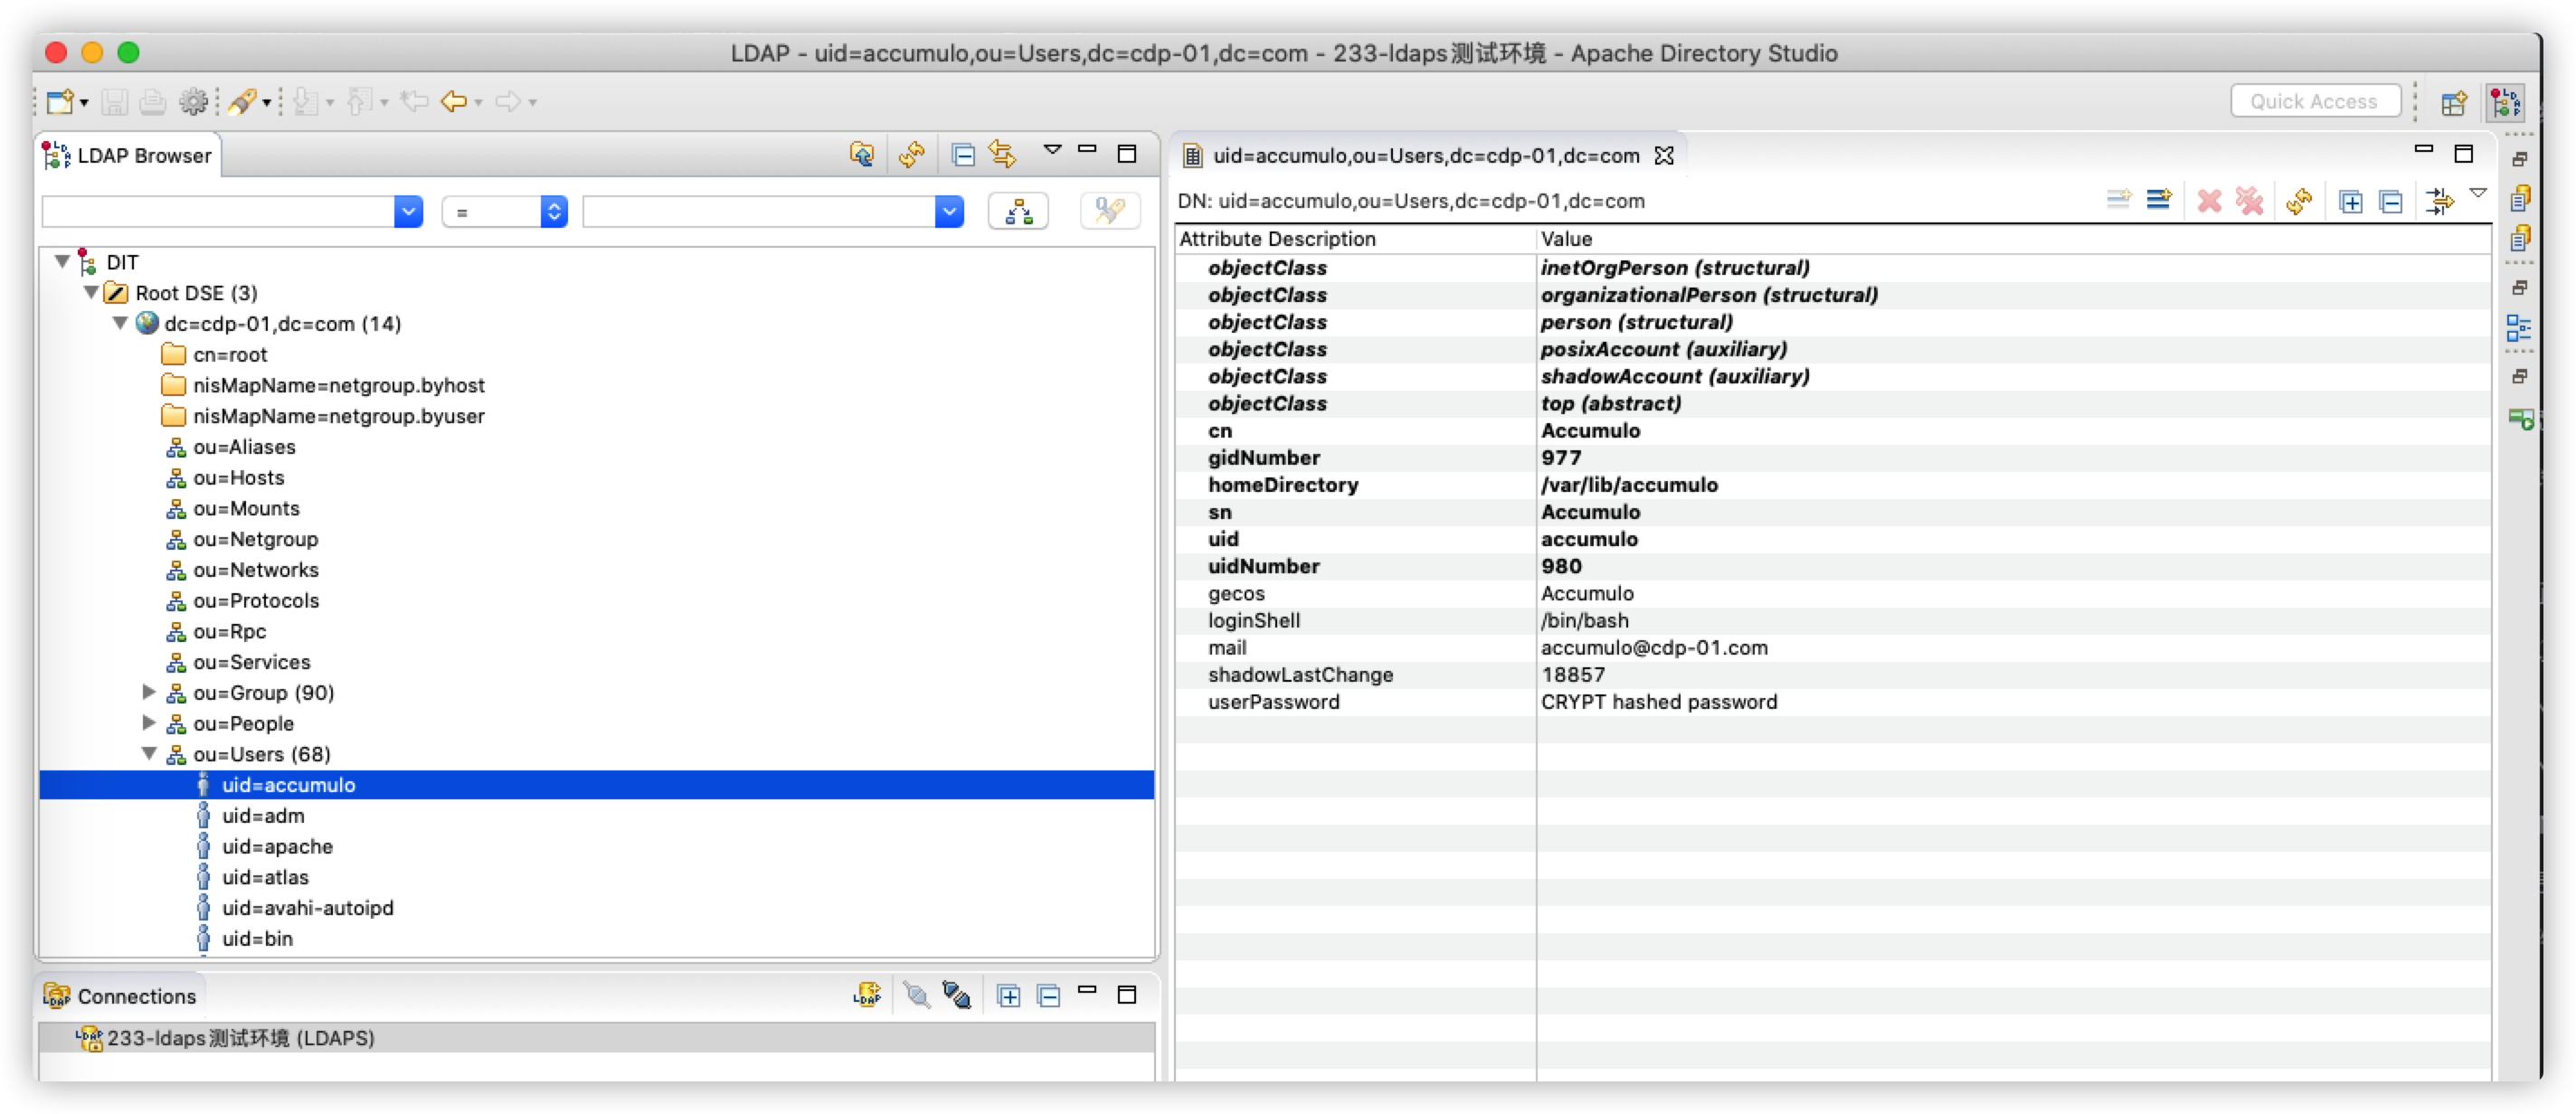 LDAP - uid=accumulo,ou=Users,dc=cdp-01,dc=com - 233-ldaps测试环境 - Apache Directory Studio
Quick Access
LDAP Browser
=
DIT
Root DSE (3)
dc=cdp-01,dc=com (14)
cn=root
nisMapName=netgroup.byhost
nisMapName=netgroup.byuser
ou=Aliases
ou=Hosts
ou=Mounts
ou=Netgroup
ou=Networks
ou=Protocols
ou=Rpc
ou=Services
ou=Group (90)
ou=People
ou=Users (68)
uid=accumulo
uid=adm
uid=apache
uid=atlas
uid=avahi-autoipd
uid=bin
Connections
233-ldaps测试环境 (LDAPS)
uid=accumulo,ou=Users,dc=cdp-01,dc=com
DN: uid=accumulo,ou=Users,dc=cdp-01,dc=com
Attribute Description Value
objectClass inetOrgPerson (structural)
objectClass organizationalPerson (structural)
objectClass person (structural)
objectClass posixAccount (auxiliary)
objectClass shadowAccount (auxiliary)
objectClass top (abstract)
cn Accumulo
gidNumber 977
homeDirectory /var/lib/accumulo
sn Accumulo
uid accumulo
uidNumber 980
gecos Accumulo
loginShell /bin/bash
mail accumulo@cdp-01.com
shadowLastChange 18857
userPassword CRYPT hashed password